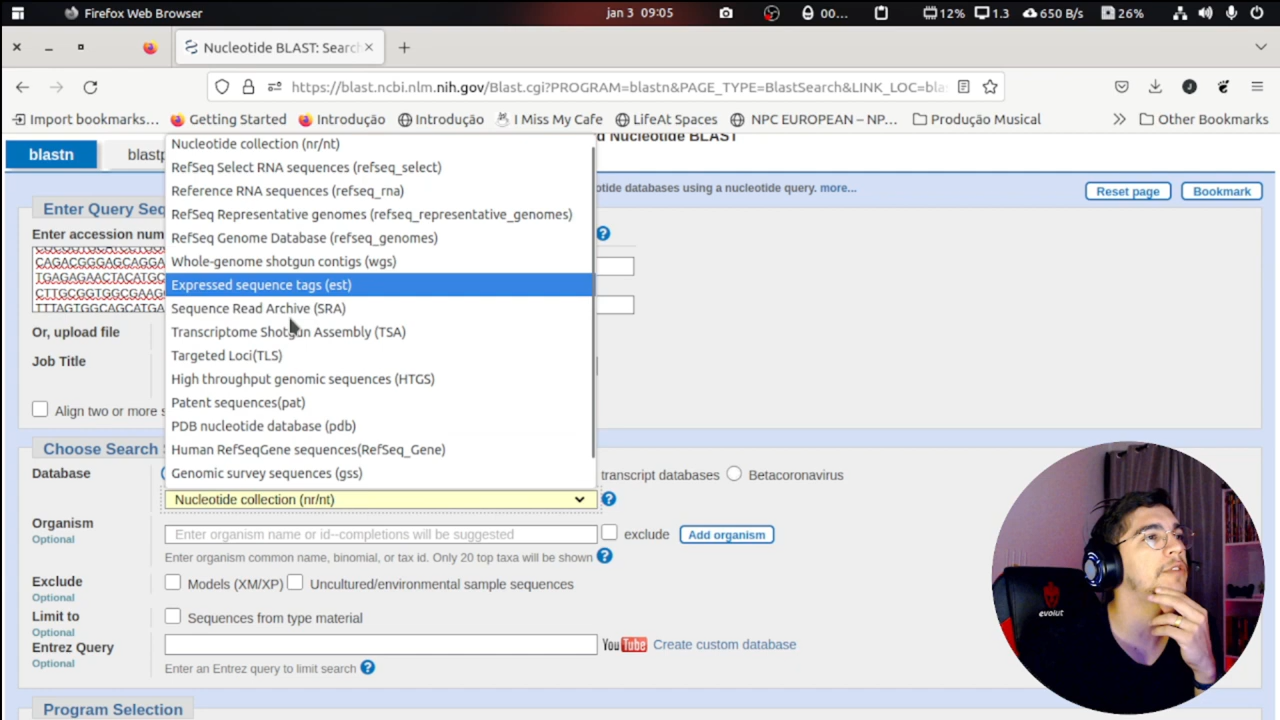 Firefox Web Browser
jan 3 09:05
00...
12%
1.3
650 B/s
26%
Nucleotide BLAST: Search
https://blast.ncbi.nlm.nih.gov/Blast.cgi?PROGRAM=blastn&PAGE_TYPE=BlastSearch&LINK_LOC=bla
Import bookmarks...
Getting Started
Introdução
Introdução
I Miss My Cafe
LifeAt Spaces
NPC EUROPEAN – NP...
Produção Musical
Other Bookmarks
blastn
blastp
d Nucleotide BLAST
otide databases using a nucleotide query. more...
Reset page
Bookmark
Enter Query Seq
Enter accession num
CAGACGGGAGCAGGA
TGAGAGAACTACATGC
CTTGCGGTGGCGAAG
TTTAGTGGCAGCATGA
Or, upload file
Job Title
Align two or more s
Nucleotide collection (nr/nt)
RefSeq Select RNA sequences (refseq_select)
Reference RNA sequences (refseq_rna)
RefSeq Representative genomes (refseq_representative_genomes)
RefSeq Genome Database (refseq_genomes)
Whole-genome shotgun contigs (wgs)
Expressed sequence tags (est)
Sequence Read Archive (SRA)
Transcriptome Shotgun Assembly (TSA)
Targeted Loci(TLS)
High throughput genomic sequences (HTGS)
Patent sequences(pat)
PDB nucleotide database (pdb)
Human RefSeqGene sequences(RefSeq_Gene)
Genomic survey sequences (gss)
Choose Search S
Database
transcript databases
Betacoronavirus
Nucleotide collection (nr/nt)
Organism
Optional
Enter organism name or id--completions will be suggested
exclude
Add organism
Enter organism common name, binomial, or tax id. Only 20 top taxa will be shown
Exclude
Optional
Models (XM/XP)
Uncultured/environmental sample sequences
Limit to
Optional
Sequences from type material
Entrez Query
Optional
YouTube
Create custom database
Enter an Entrez query to limit search
Program Selection
evolut